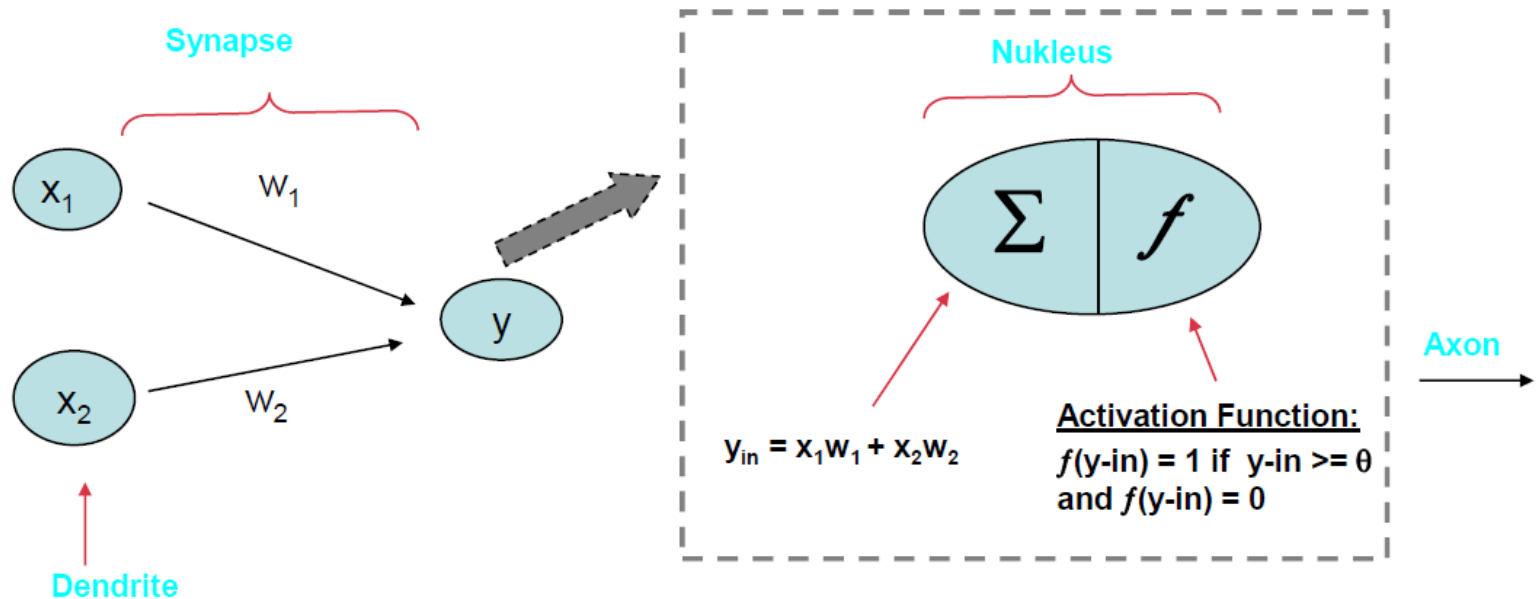 Synapse
Nukleus
x₁
W₁
Σ
f
y
Axon
x₂
W₂
Activation Function:
yᵢₙ = x₁w₁ + x₂w₂
f(y-in) = 1 if y-in >= θ
and f(y-in) = 0
Dendrite